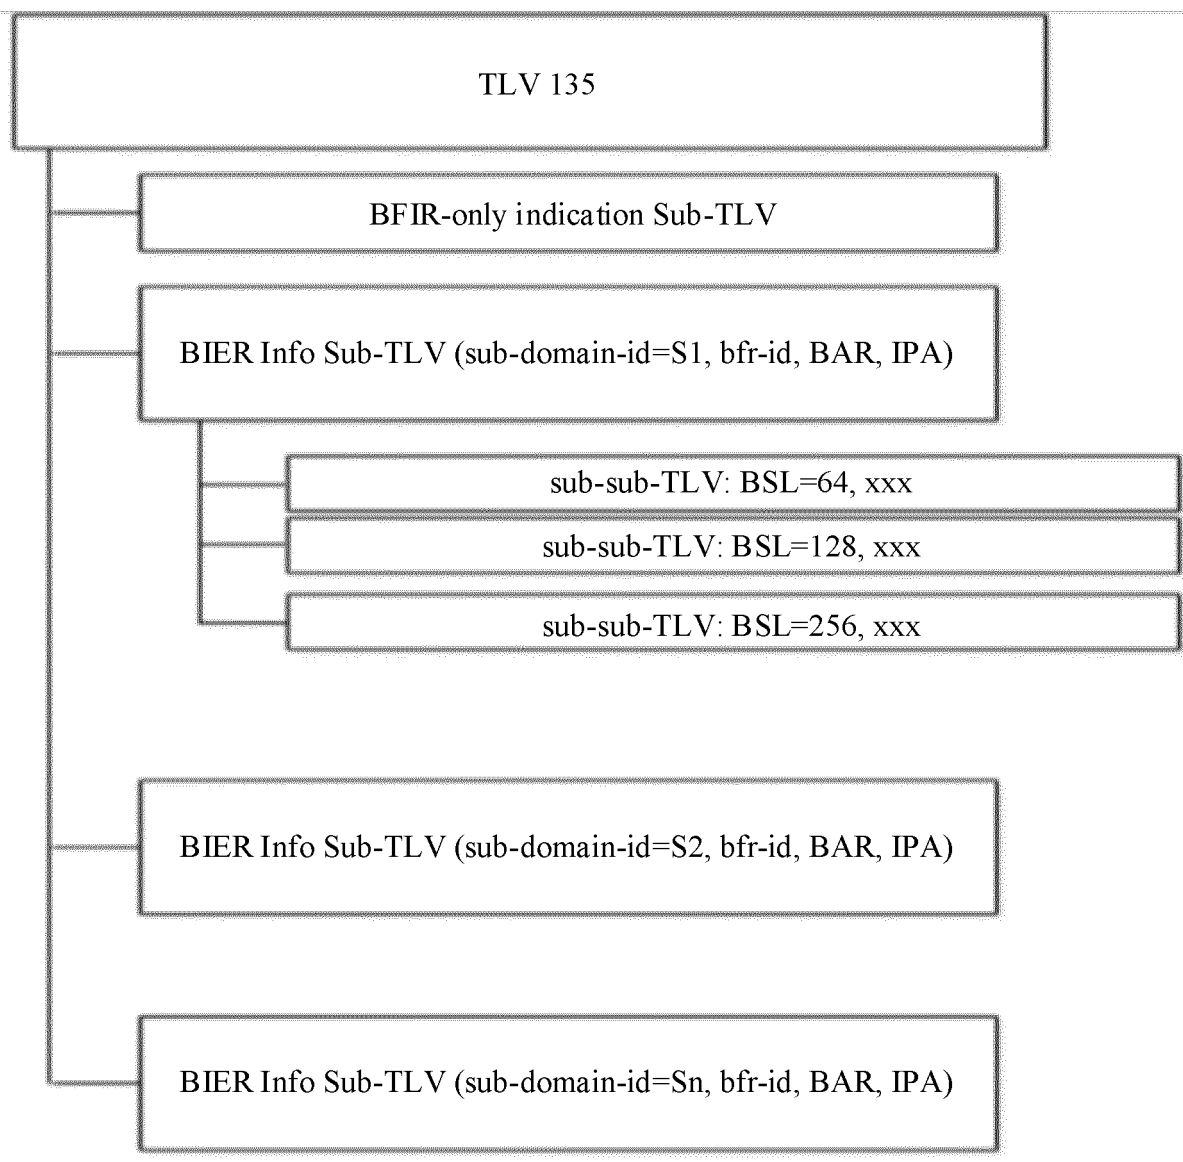 TLV 135
BFIR-only indication Sub-TLV
BIER Info Sub-TLV (sub-domain-id=S1, bfr-id, BAR, IPA)
sub-sub-TLV: BSL=64, xxx
sub-sub-TLV: BSL=128, xxx
sub-sub-TLV: BSL=256, xxx
BIER Info Sub-TLV (sub-domain-id=S2, bfr-id, BAR, IPA)
BIER Info Sub-TLV (sub-domain-id=Sn, bfr-id, BAR, IPA)